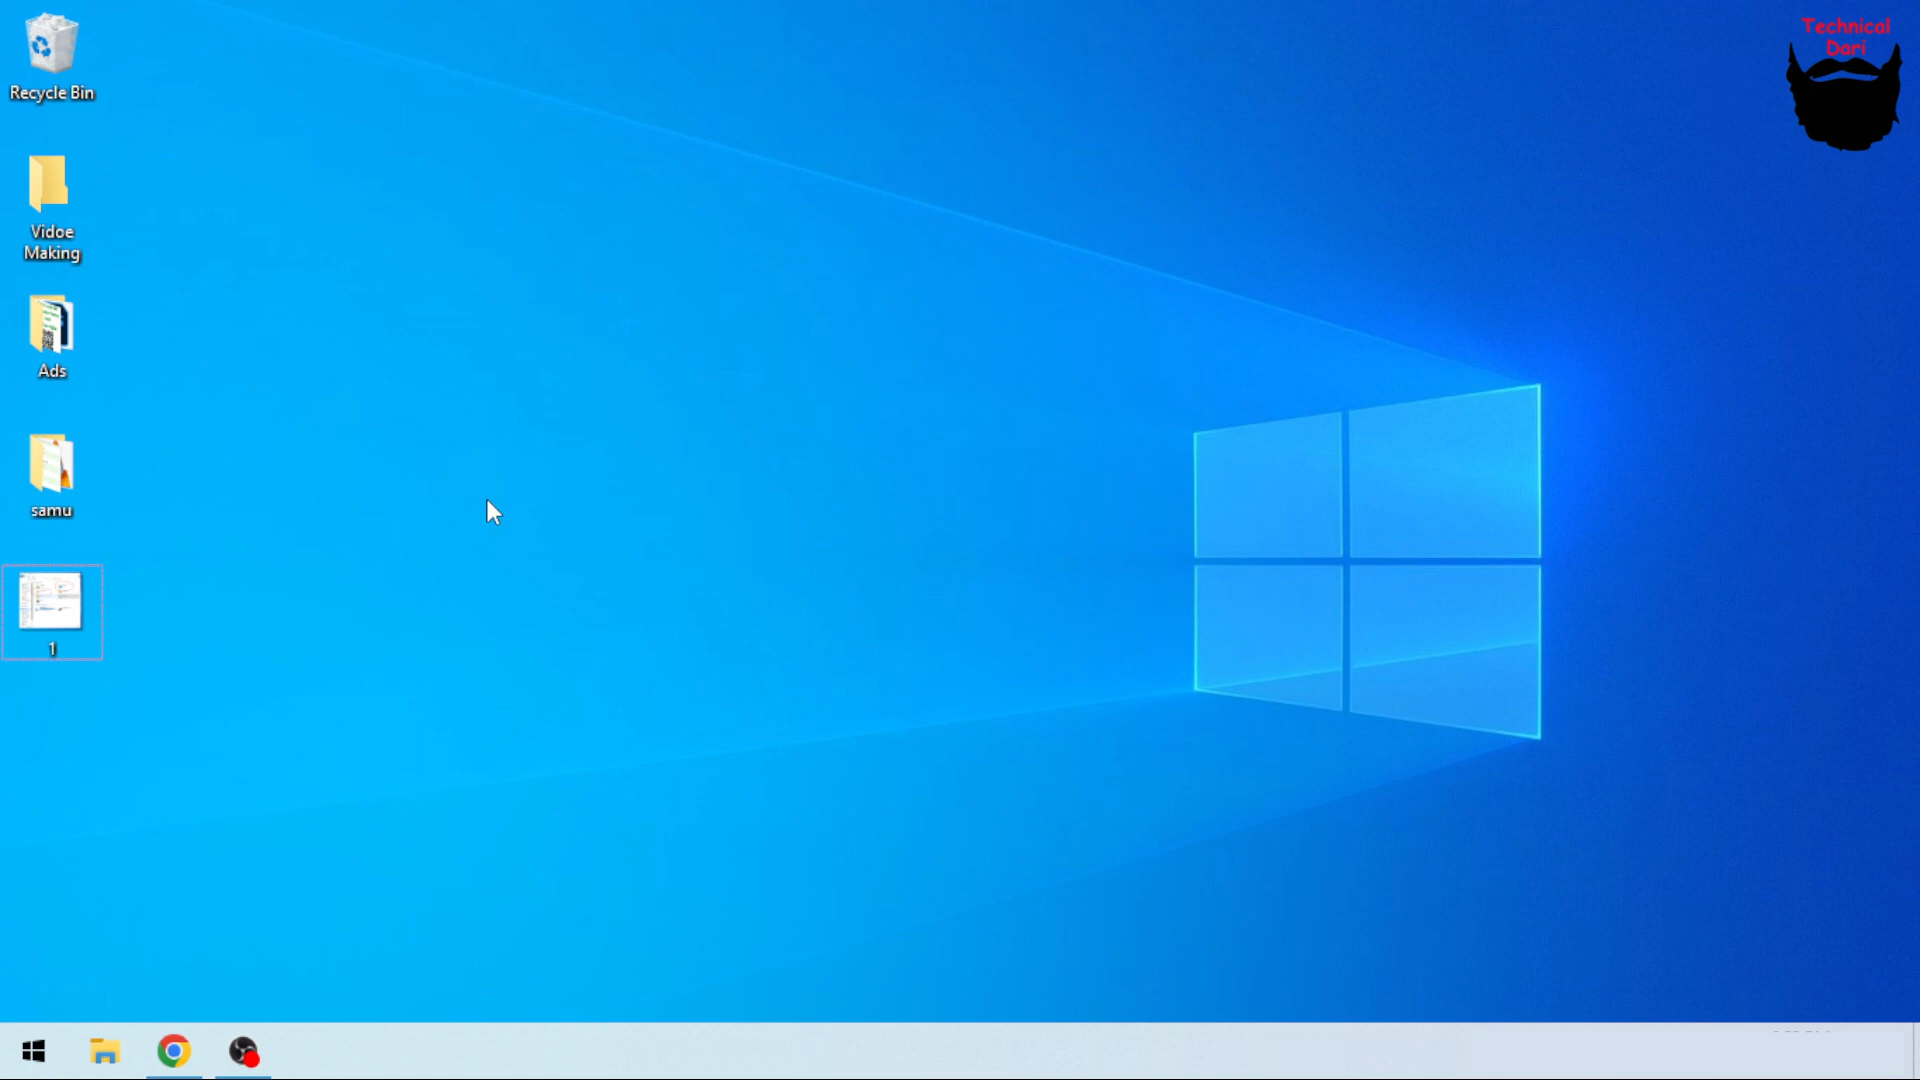 Technical
Dari
Recycle Bin
Vidoe
Making
Ads
samu
1